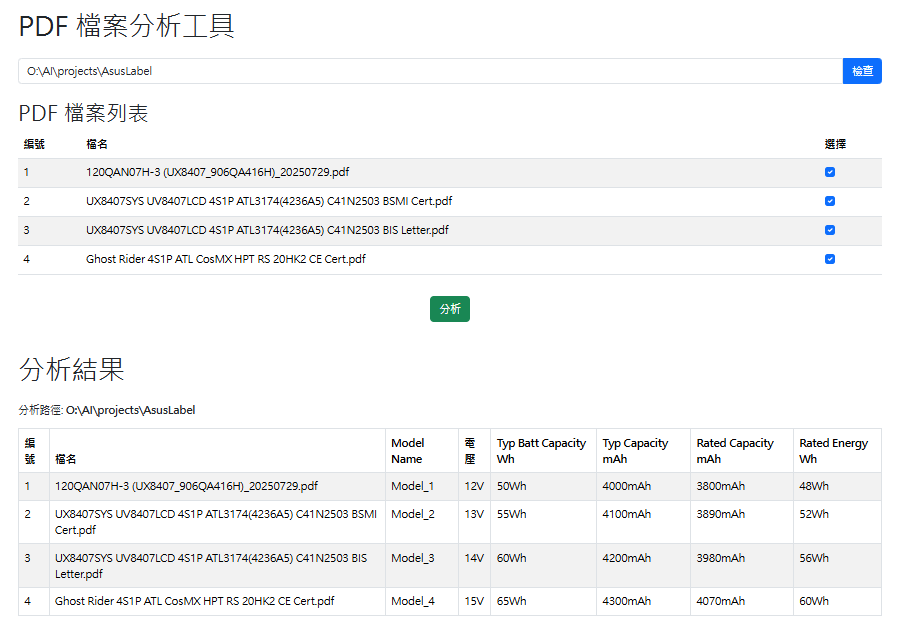 PDF 檔案分析工具
O:\AI\projects\AsusLabel 檢查
PDF 檔案列表
編號 檔名 選擇
1 120QAN07H-3 (UX8407_906QA416H)_20250729.pdf
2 UX8407SYS UV8407LCD 4S1P ATL3174(4236A5) C41N2503 BSMI Cert.pdf
3 UX8407SYS UV8407LCD 4S1P ATL3174(4236A5) C41N2503 BIS Letter.pdf
4 Ghost Rider 4S1P ATL CosMX HPT RS 20HK2 CE Cert.pdf
分析
分析結果
分析路徑: O:\AI\projects\AsusLabel
編 Model 電 Typ Batt Capacity Typ Capacity Rated Capacity Rated Energy
號 檔名 Name 壓 Wh mAh mAh Wh
1 120QAN07H-3 (UX8407_906QA416H)_20250729.pdf Model_1 12V 50Wh 4000mAh 3800mAh 48Wh
2 UX8407SYS UV8407LCD 4S1P ATL3174(4236A5) C41N2503 BSMI Model_2 13V 55Wh 4100mAh 3890mAh 52Wh
Cert.pdf
3 UX8407SYS UV8407LCD 4S1P ATL3174(4236A5) C41N2503 BIS Model_3 14V 60Wh 4200mAh 3980mAh 56Wh
Letter.pdf
4 Ghost Rider 4S1P ATL CosMX HPT RS 20HK2 CE Cert.pdf Model_4 15V 65Wh 4300mAh 4070mAh 60Wh